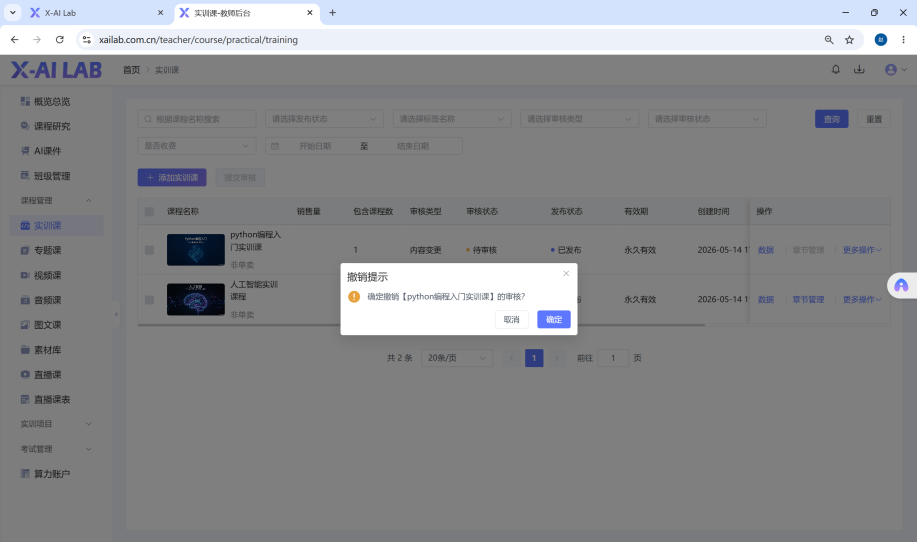 X-AI Lab
实训课-教师后台
xailab.com.cn/teacher/course/practical/training
X-AI LAB
首页 > 实训课
概览总览
课程研究
AI课件
班级管理
课程管理
实训课
专题课
视频课
音频课
图文课
素材库
直播课
直播课表
实训项目
考试管理
算力账户
根据课程名称搜索 请选择发布状态 请选择标签名称 请选择审核类型 请选择审核状态 查询 重置
是否收费 开始日期 至 结束日期
+ 添加实训课 提交审核
课程名称 销售量 包含课程数 审核类型 审核状态 发布状态 有效期 创建时间 操作
python编程入门实训课
非单卖
1 内容变更 待审核 已发布 永久有效 2026-05-14 1 数据 章节管理 更多操作
人工智能实训课程
非单卖
永久有效 2026-05-14 1 数据 章节管理 更多操作
撤销提示
确定撤销【python编程入门实训课】的审核?
取消 确定
共 2 条 20条/页 1 前往 1 页